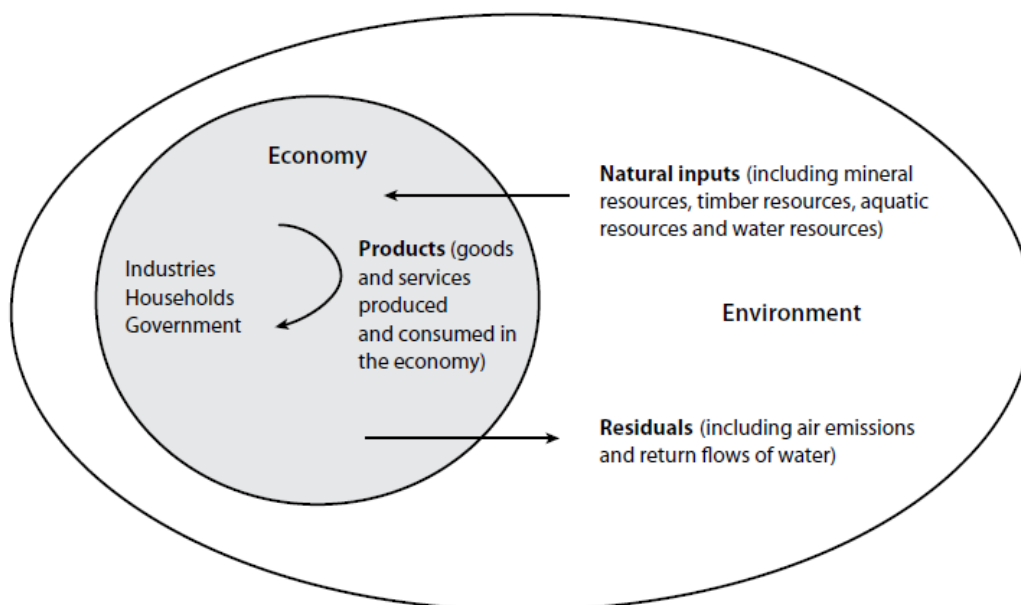 Economy
Natural inputs (including mineral
resources, timber resources, aquatic
resources and water resources)
Products (goods
and services
produced
and consumed in
the economy)
Industries
Households
Government
Environment
Residuals (including air emissions
and return flows of water)